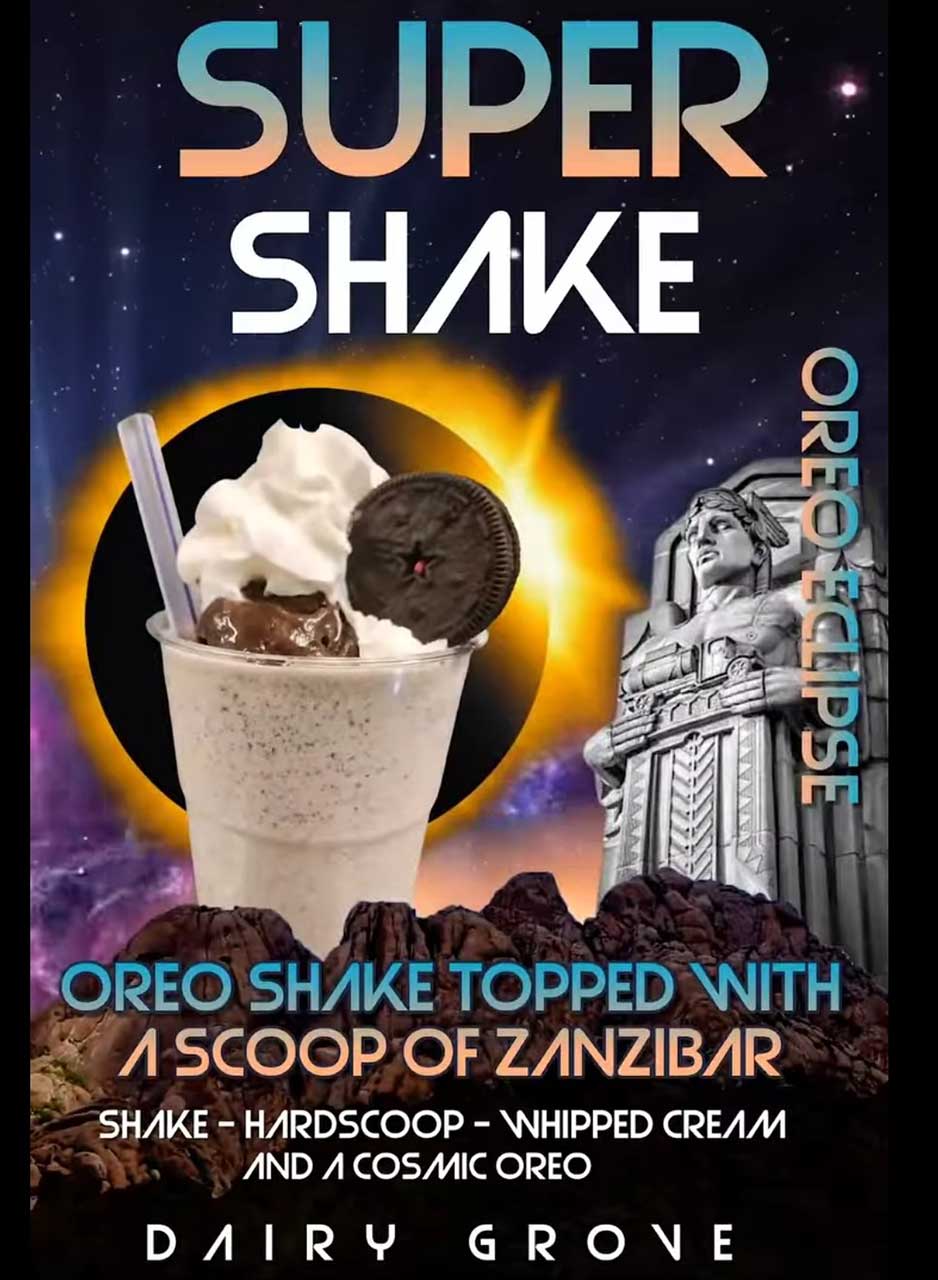 SUPER
SHAKE
OREO ECLIPSE
OREO SHAKE TOPPED WITH
A SCOOP OF ZANZIBAR
SHAKE - HARDSCOOP - WHIPPED CREAM
AND A COSMIC OREO
DAIRY GROVE